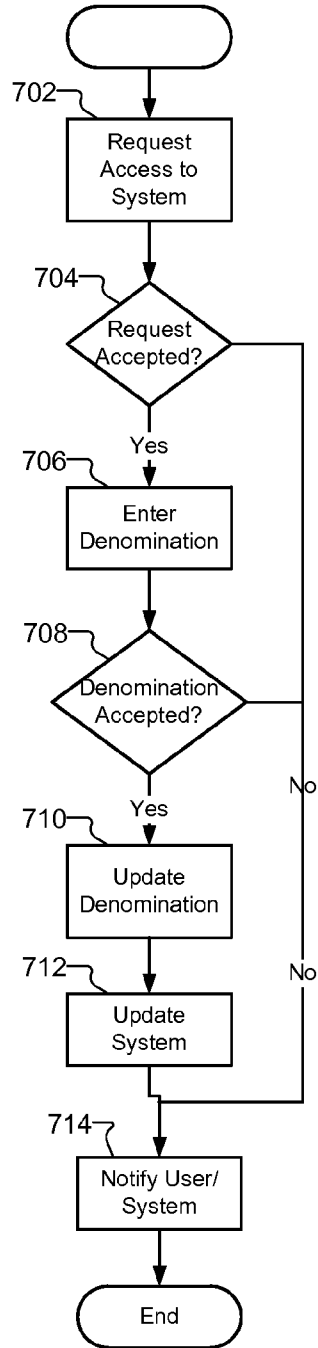 702
Request
Access to
System
704
Request
Accepted?
Yes
706
Enter
Denomination
708
Denomination
Accepted?
No
Yes
710
Update
Denomination
No
712
Update
System
714
Notify User/
System
End